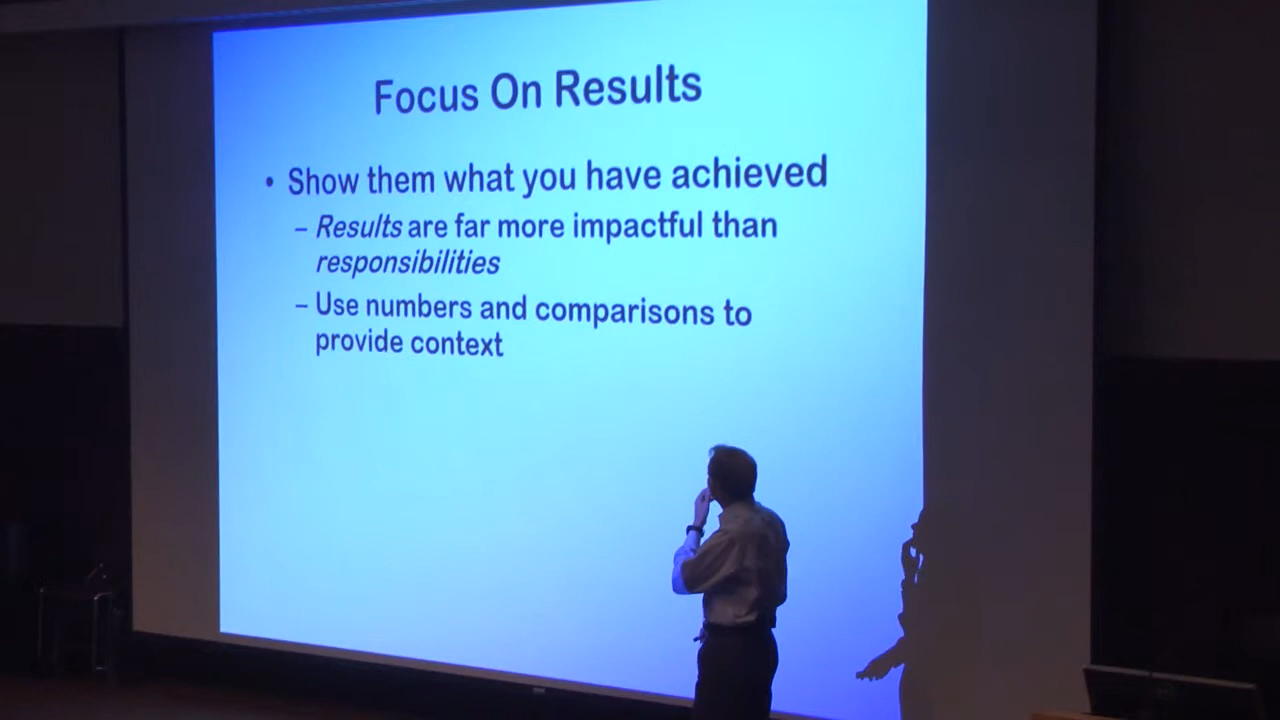 Focus On Results
• Show them what you have achieved
– Results are far more impactful than
responsibilities
– Use numbers and comparisons to
provide context